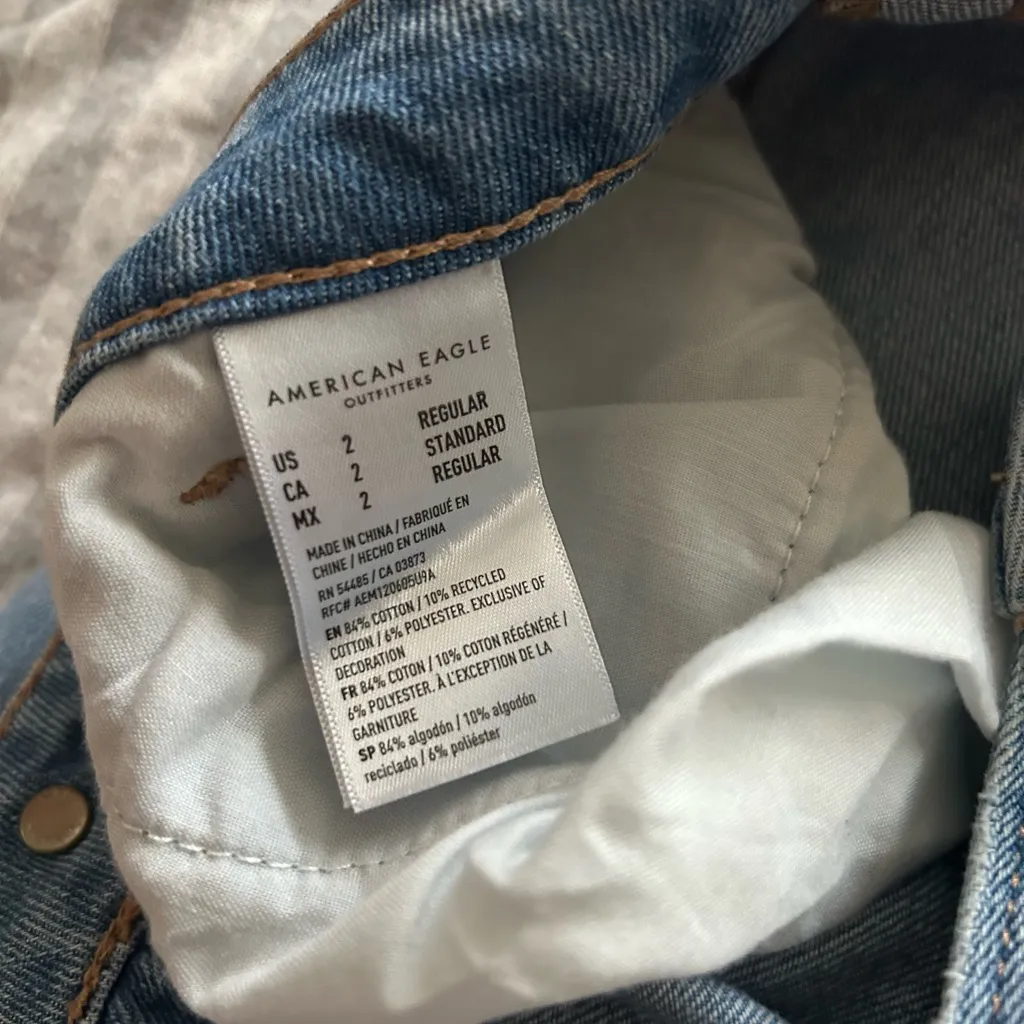 AMERICAN EAGLE
OUTFITTERS
US 2 REGULAR
CA 2 STANDARD
MX 2 REGULAR
MADE IN CHINA / FABRIQUÉ EN
CHINE / HECHO EN CHINA
RN 54485 / CA 03873
RFC# AEM120605U9A
EN 84% COTTON / 10% RECYCLED
COTTON / 6% POLYESTER. EXCLUSIVE OF
DECORATION
FR 84% COTON / 10% COTON RÉGÉNÉRÉ /
6% POLYESTER. À L'EXCEPTION DE LA
GARNITURE
SP 84% algodón / 10% algodón
reciclado / 6% poliéster